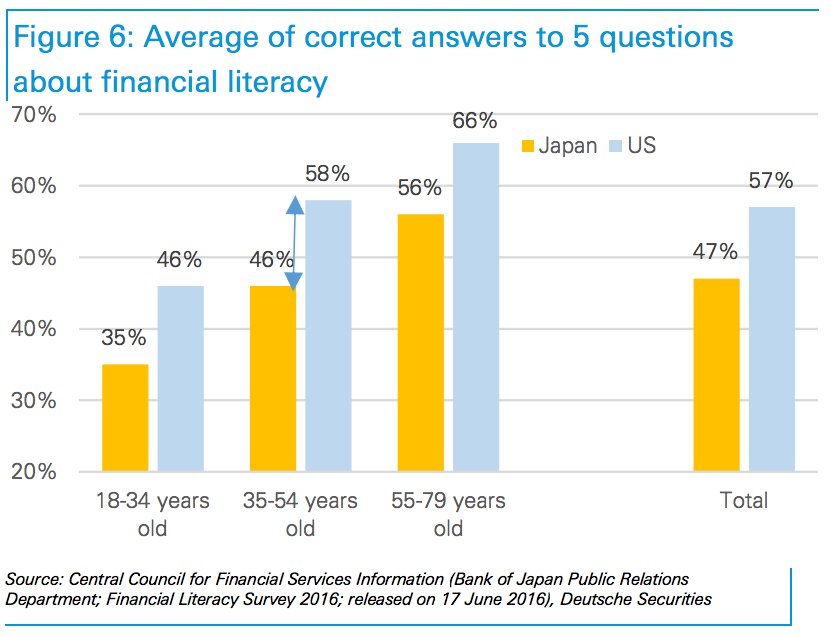 Figure 6: Average of correct answers to 5 questions
about financial literacy
70%
60%
50%
40%
30%
20%
35%
46%
46%
58%
56%
66%
47%
57%
Japan
US
18-34 years
old
35-54 years
old
55-79 years
old
Total
Source: Central Council for Financial Services Information (Bank of Japan Public Relations
Department; Financial Literacy Survey 2016; released on 17 June 2016), Deutsche Securities